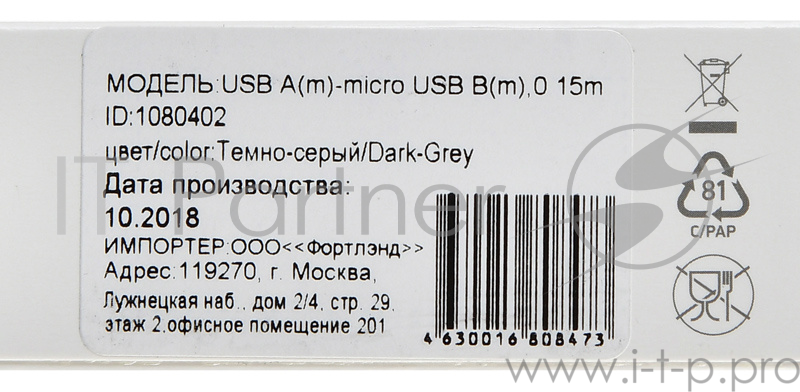 МОДЕЛЬ:USB A(m)-micro USB B(m),0 15m
ID:1080402
цвет/color:Темно-серый/Dark-Grey
Дата производства:
10.2018
ИМПОРТЕР:ООО<<Фортлэнд>>
Адрес:119270, г. Москва,
Лужнецкая наб., дом 2/4, стр. 29,
этаж 2,офисное помещение 201
4 630016 808473
81
C/PAP
IT Partner
www.i-t-p.pro